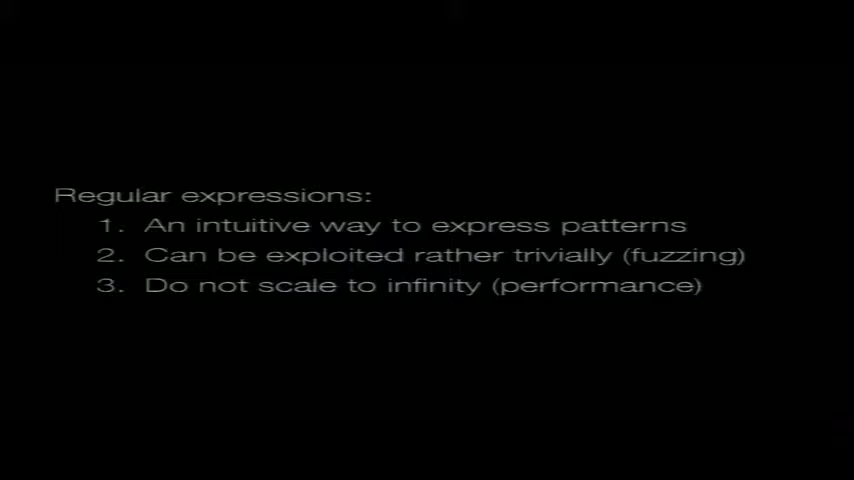 Regular expressions:
1. An intuitive way to express patterns
2. Can be exploited rather trivially (fuzzing)
3. Do not scale to infinity (performance)